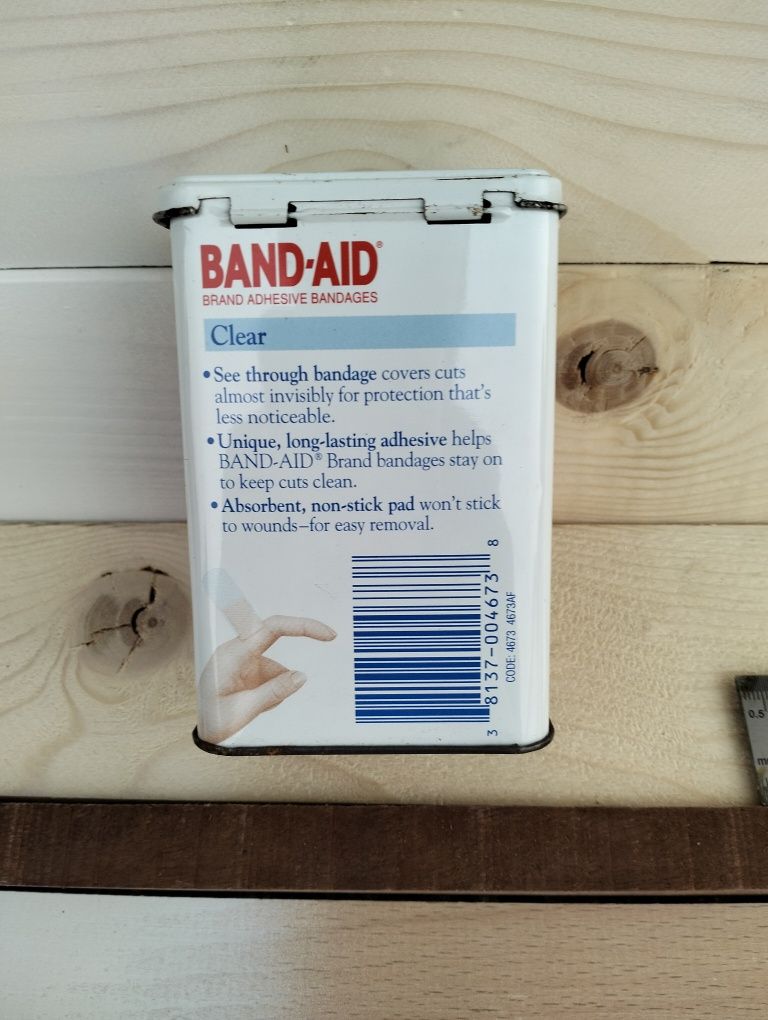 BAND-AID®
BRAND ADHESIVE BANDAGES
Clear
•See through bandage covers cuts
almost invisibly for protection that's
less noticeable.
•Unique, long-lasting adhesive helps
BAND-AID® Brand bandages stay on
to keep cuts clean.
•Absorbent, non-stick pad won't stick
to wounds–for easy removal.
3 8137-004673 8
CODE: 4673 4673AF
0.5